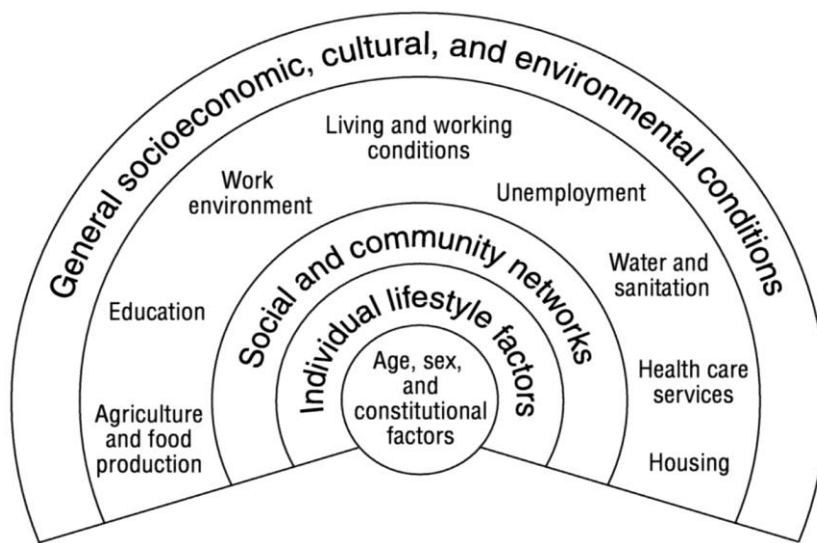 General socioeconomic, cultural, and environmental conditions
Living and working
conditions
Work
environment
Unemployment
Education
Water and
sanitation
Agriculture
and food
production
Health care
services
Housing
Social and community networks
Individual lifestyle factors
Age, sex,
and
constitutional
factors